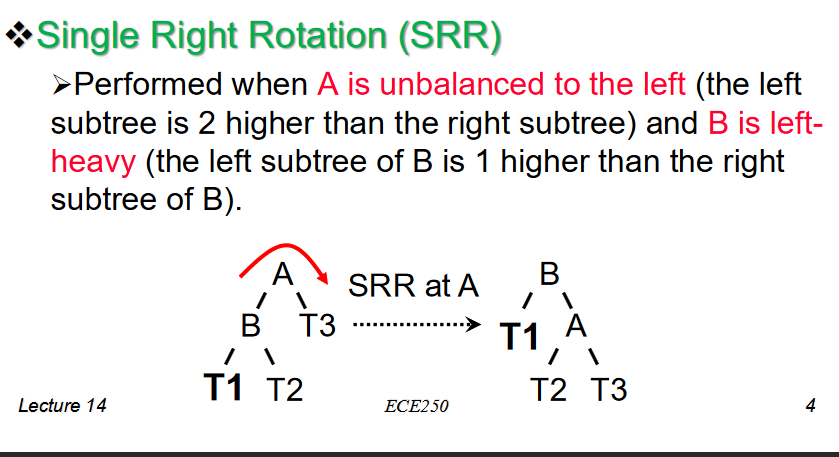 ❖Single Right Rotation (SRR)
➢Performed when A is unbalanced to the left (the left
subtree is 2 higher than the right subtree) and B is left-
heavy (the left subtree of B is 1 higher than the right
subtree of B).
A SRR at A B
B T3 T1 A
T1 T2 T2 T3
Lecture 14 ECE250 4